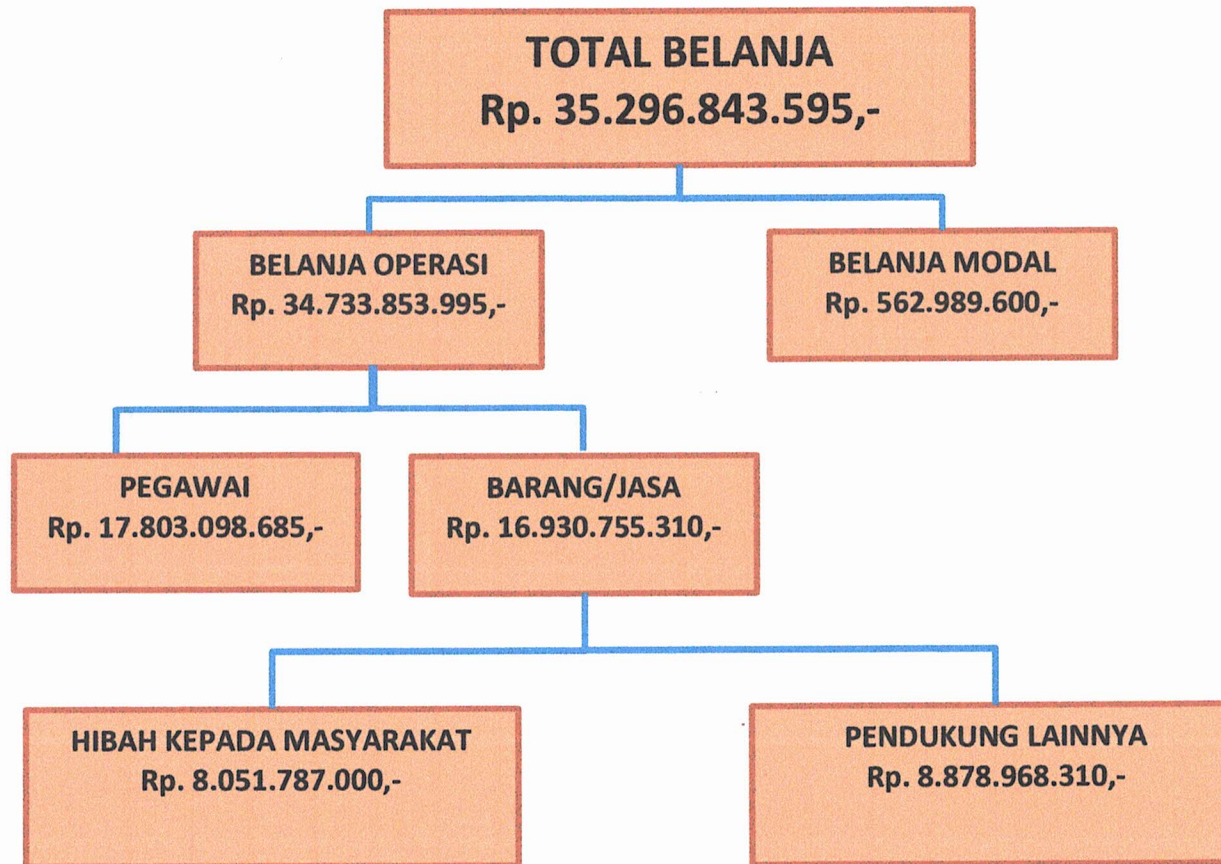 TOTAL BELANJA
Rp. 35.296.843.595,-
BELANJA OPERASI
Rp. 34.733.853.995,-
BELANJA MODAL
Rp. 562.989.600,-
PEGAWAI
Rp. 17.803.098.685,-
BARANG/JASA
Rp. 16.930.755.310,-
HIBAH KEPADA MASYARAKAT
Rp. 8.051.787.000,-
PENDUKUNG LAINNYA
Rp. 8.878.968.310,-